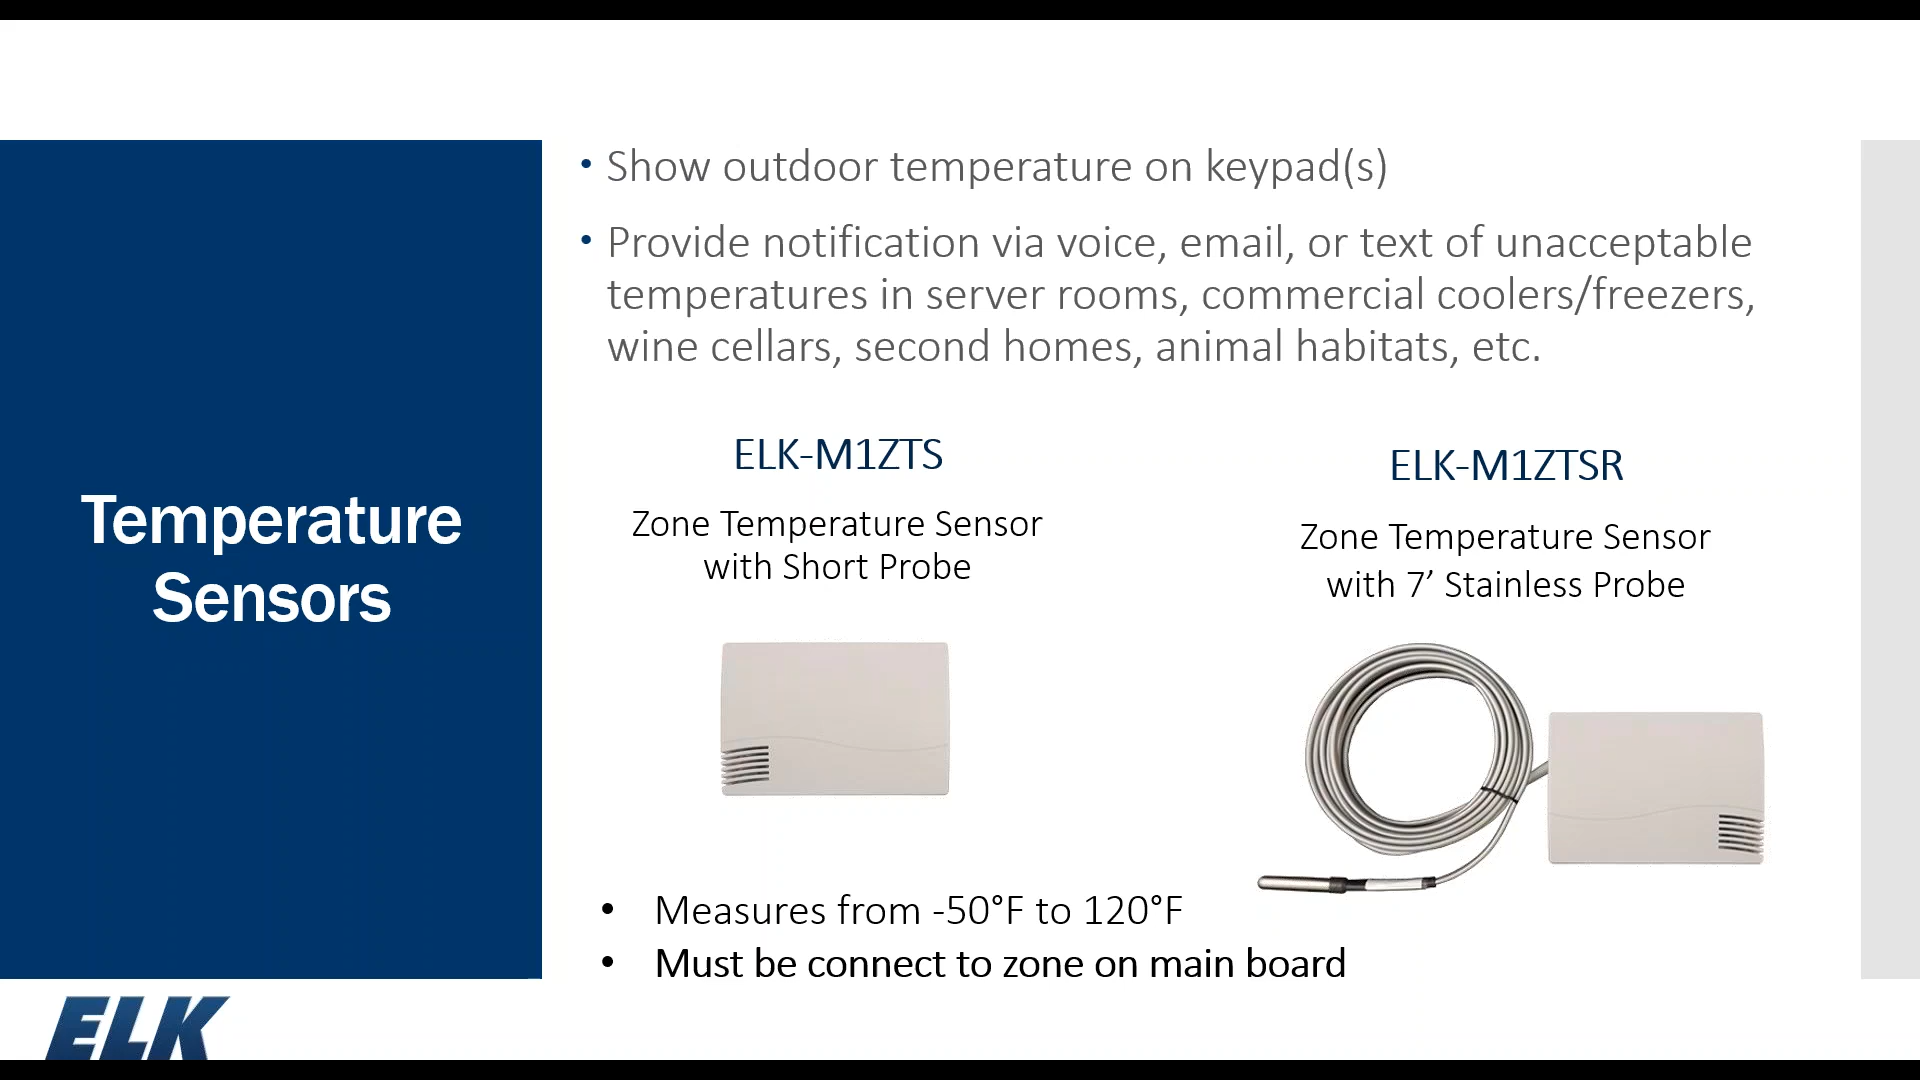 Temperature
Sensors
• Show outdoor temperature on keypad(s)
• Provide notification via voice, email, or text of unacceptable
temperatures in server rooms, commercial coolers/freezers,
wine cellars, second homes, animal habitats, etc.
ELK-M1ZTS
Zone Temperature Sensor
with Short Probe
ELK-M1ZTSR
Zone Temperature Sensor
with 7’ Stainless Probe
• Measures from -50°F to 120°F
• Must be connect to zone on main board
ELK